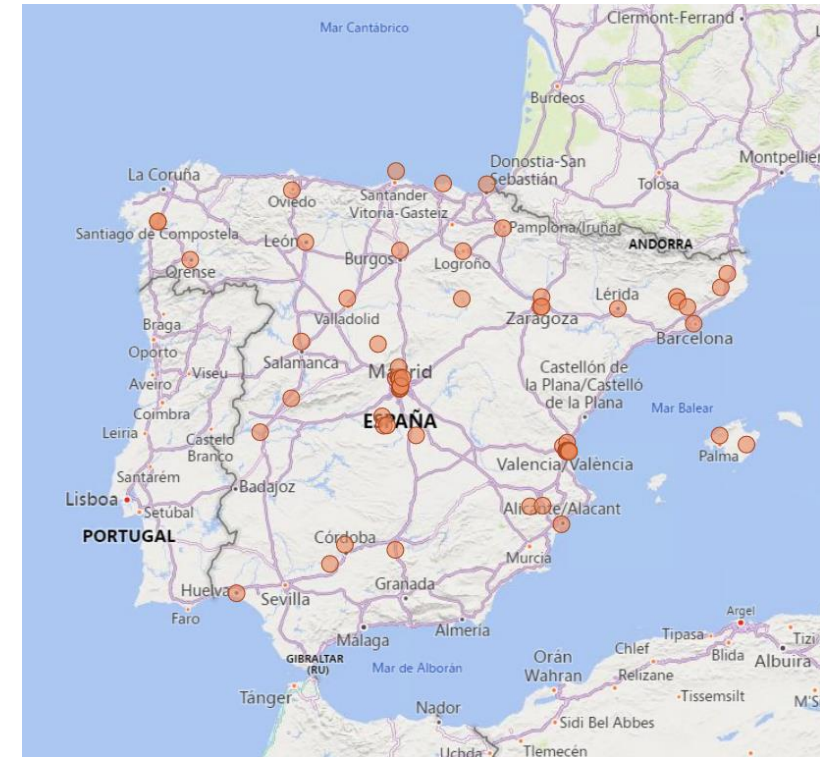 Clermont-Ferrand
Mar Cantábrico
Burdeos
La Coruña
Donostia-San
Sebastián
Montpellier
Tolosa
Oviedo
Santander
Vitoria-Gasteiz
Santiago de Compostela
León
Pamplona/Iruña
ANDORRA
Burgos
Logroño
Orense
Lérida
Braga
Valladolid
Zaragoza
Oporto
Barcelona
Viseu
Salamanca
Madrid
Castellón de
la Plana/Castelló
de la Plana
Aveiro
Coimbra
Mar Balear
ESPAÑA
Leiria
Castelo
Branco
Palma
Valencia/València
Santarém
Badajoz
Lisboa
Setúbal
Alicante/Alacant
PORTUGAL
Córdoba
Murcia
Huelva
Granada
Sevilla
Faro
Argel
Málaga
Almería
Tipasa
Tizi
GIBRALTAR
(RU)
Mar de Alborán
Orán
Wahran
Chlef
Blida
Albuira
Relizane
Tánger
Tissemsilt
M'S
Nador
Sidi Bel Abbes
Uchda
Tlemecén